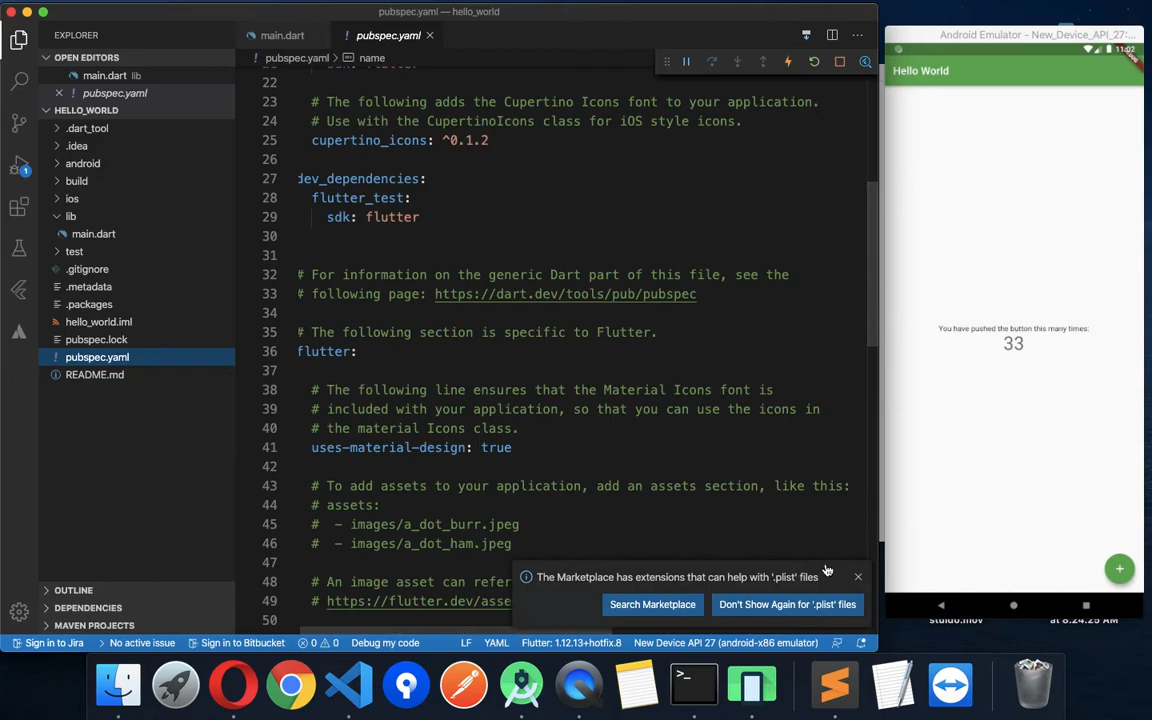 pubspec.yaml — hello_world
EXPLORER
OPEN EDITORS
main.dart lib
pubspec.yaml
HELLO_WORLD
.dart_tool
.idea
android
build
ios
lib
main.dart
test
.gitignore
.metadata
.packages
hello_world.iml
pubspec.lock
pubspec.yaml
README.md
OUTLINE
DEPENDENCIES
MAVEN PROJECTS
1
main.dart
! pubspec.yaml
! pubspec.yaml > name
22
23 # The following adds the Cupertino Icons font to your application.
24 # Use with the CupertinoIcons class for iOS style icons.
25 cupertino_icons: ^0.1.2
26
27 dev_dependencies:
28 flutter_test:
29 sdk: flutter
30
31
32 # For information on the generic Dart part of this file, see the
33 # following page: https://dart.dev/tools/pub/pubspec
34
35 # The following section is specific to Flutter.
36 flutter:
37
38 # The following line ensures that the Material Icons font is
39 # included with your application, so that you can use the icons in
40 # the material Icons class.
41 uses-material-design: true
42
43 # To add assets to your application, add an assets section, like this:
44 # assets:
45 # - images/a_dot_burr.jpeg
46 # - images/a_dot_ham.jpeg
47
48 # An image asset can refer
49 # https://flutter.dev/asse
50
The Marketplace has extensions that can help with '.plist' files
Search Marketplace
Don't Show Again for '.plist' files
Sign in to Jira No active issue Sign in to Bitbucket 0 0 Debug my code LF YAML Flutter: 1.12.13+hotfix.8 New Device API 27 (android-x86 emulator)
Android Emulator - New_Device_API_27:...
11:02
Hello World
You have pushed the button this many times:
33
+
at 8:24.25 AM